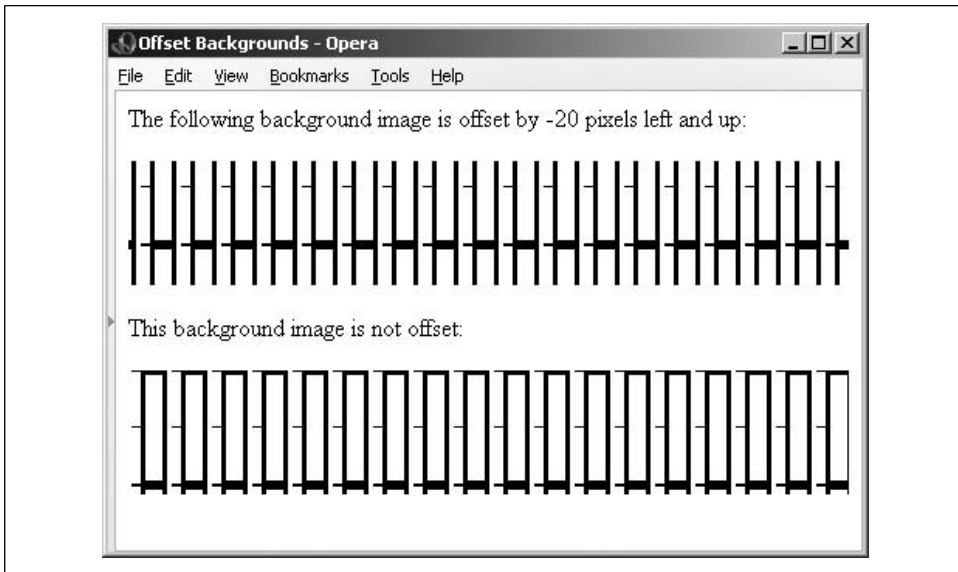 Offset Backgrounds - Opera
File Edit View Bookmarks Tools Help
The following background image is offset by -20 pixels left and up:
This background image is not offset: